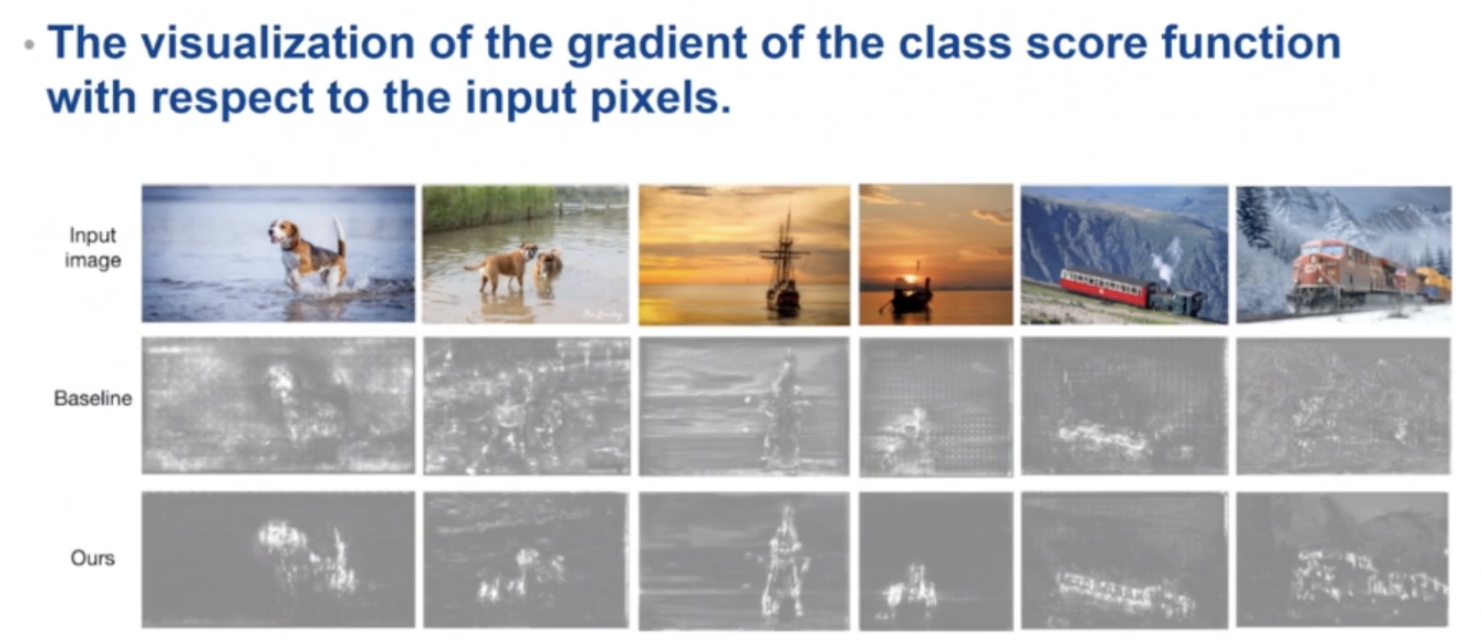 • The visualization of the gradient of the class score function
with respect to the input pixels.
Input
image
Baseline
Ours